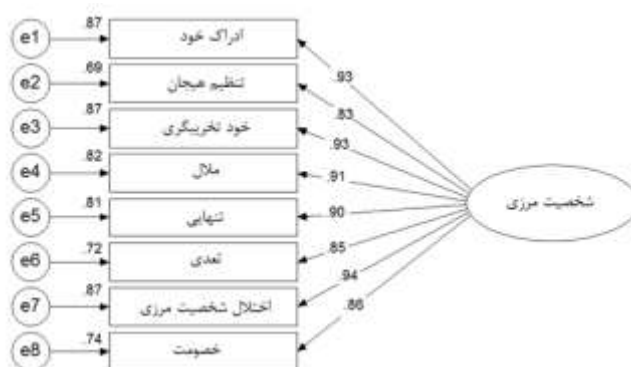 .87
e1
ادراک خود
.93
.69
e2
تنظیم هیجان
.83
.87
e3
خود تخریبگری
.93
.82
e4
ملال
.91
شخصیت مرزی
.81
e5
تنهایی
.90
.72
e6
تعدی
.85
.87
e7
اختلال شخصیت مرزی
.94
.74
e8
خصومت
.86